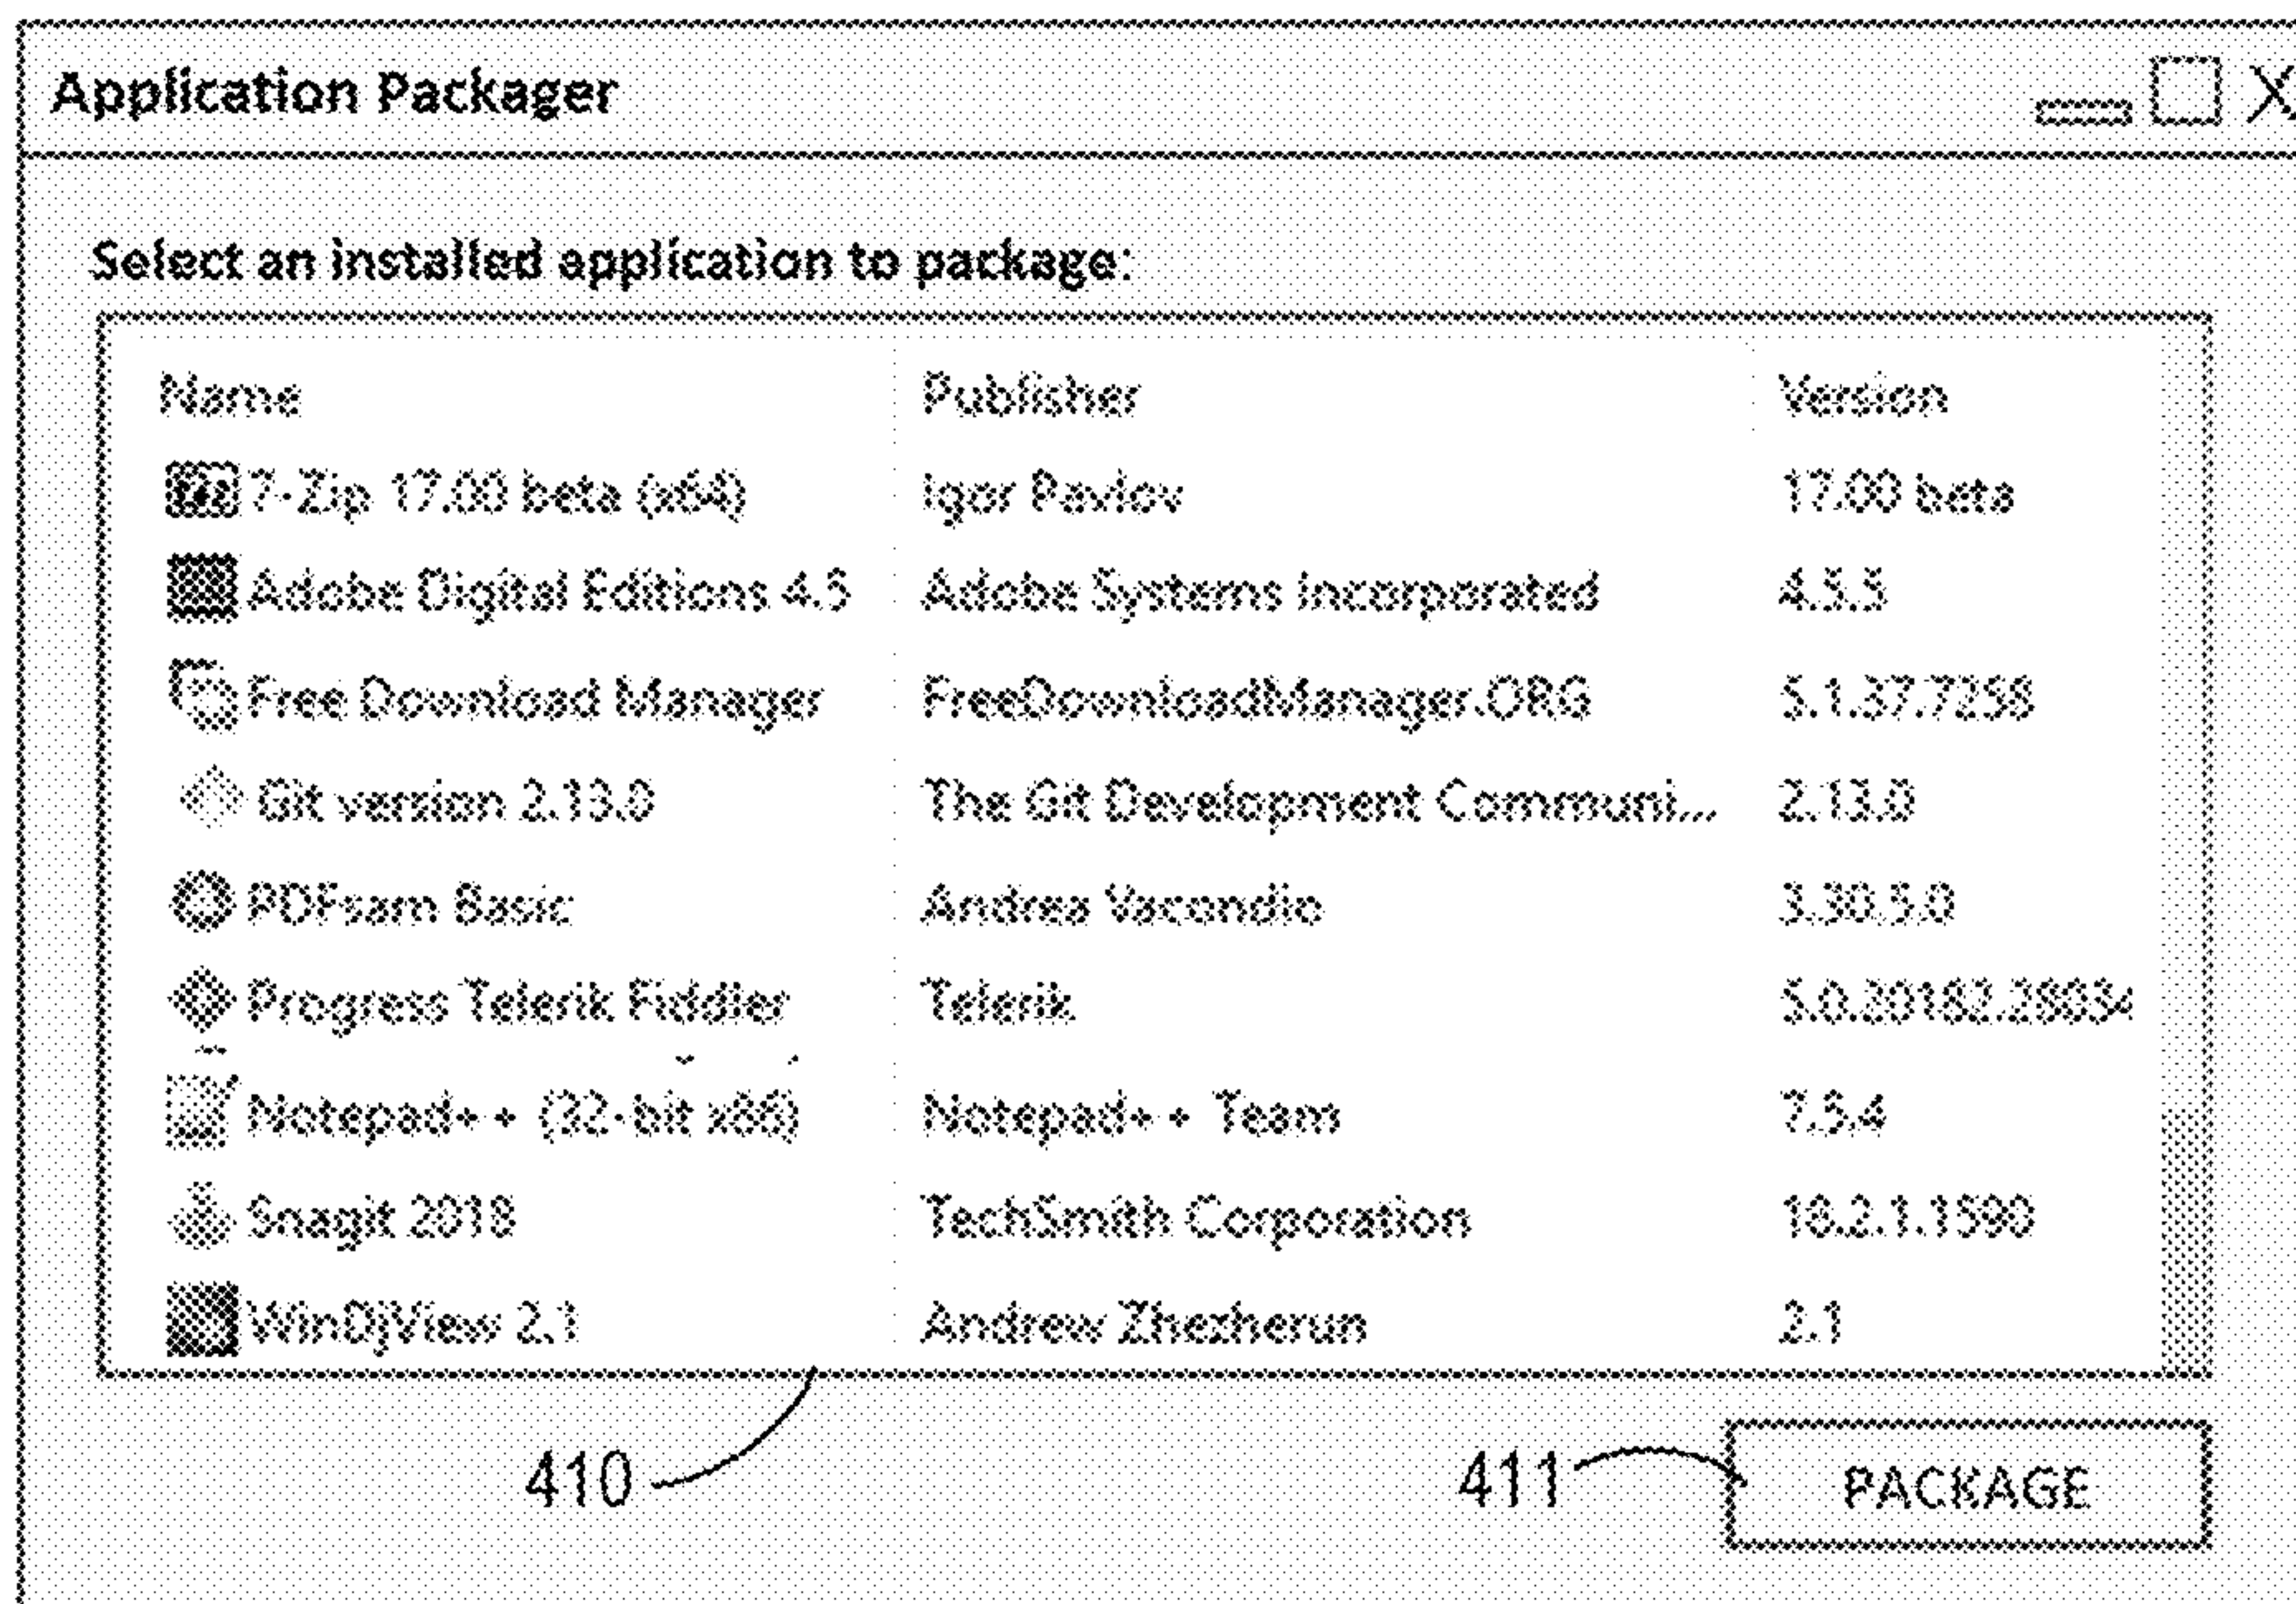 Application Packager
Select an installed application to package:
Name Publisher Version
7-Zip 17.00 beta (x64) Igor Pavlov 17.00 beta
Adobe Digital Editions 4.5 Adobe Systems Incorporated 4.5.5
Free Download Manager FreeDownloadManager.ORG 5.1.37.7258
Git version 2.13.0 The Git Development Communi... 2.13.0
PDFsam Basic Andrea Vacondio 3.30.5.0
Progress Telerik Fiddler Telerik
Notepad++ (32-bit x86) Notepad++ Team 7.5.4
Snagit 2018 TechSmith Corporation 18.2.1.1590
WinDjView 2.1 Andrew Zhezherun 2.1
410
411 PACKAGE